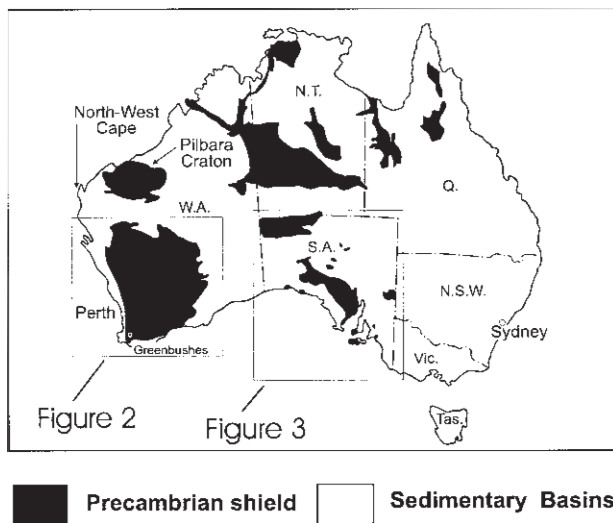 N.T.
North-West
Cape
Pilbara
Craton
W.A.
Q.
S.A.
N.S.W.
Perth
Sydney
Greenbushes
Vic.
Figure 2
Figure 3
Tas.
Precambrian shield
Sedimentary Basins